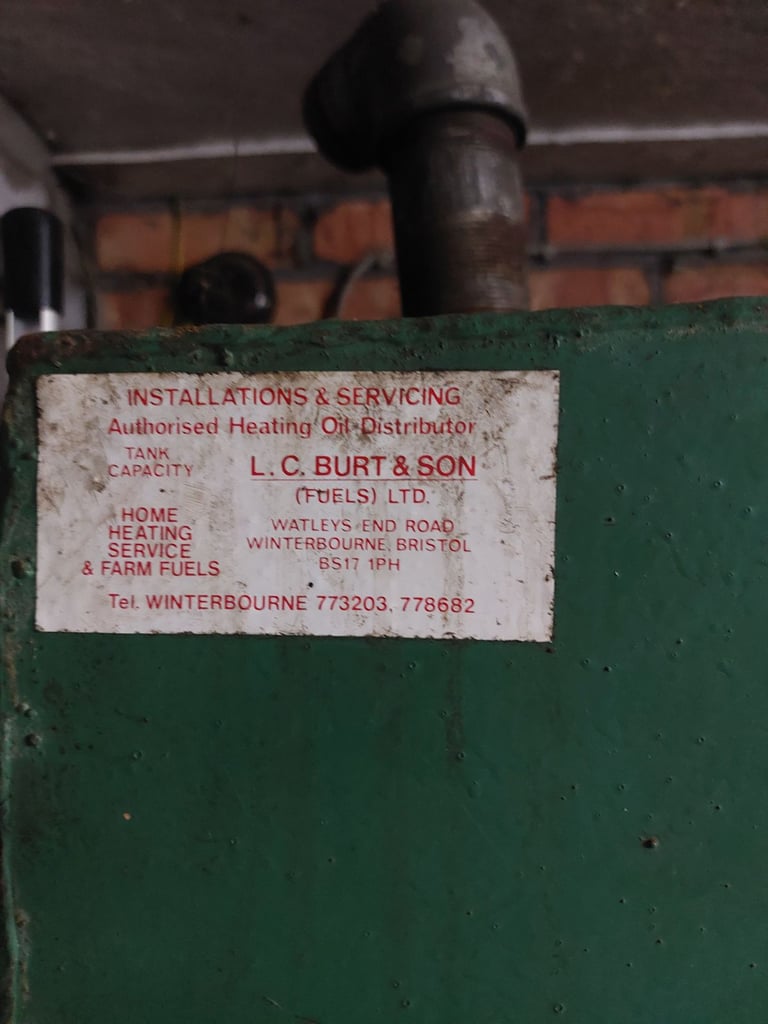 INSTALLATIONS & SERVICING
Authorised Heating Oil Distributor
TANK
CAPACITY
L. C. BURT & SON
(FUELS) LTD.
HOME
HEATING
SERVICE
& FARM FUELS
WATLEYS END ROAD
WINTERBOURNE, BRISTOL
BS17 1PH
Tel. WINTERBOURNE 773203, 778682